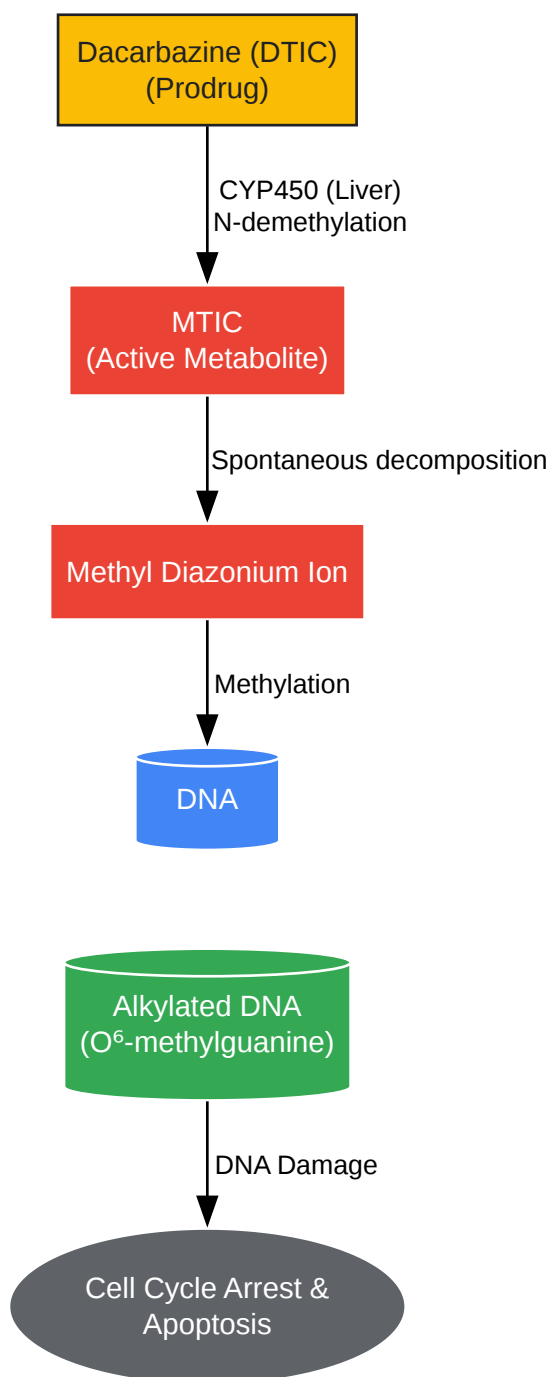 Dacarbazine (DTIC)
(Prodrug)
CYP450 (Liver)
N-demethylation
MTIC
(Active Metabolite)
Spontaneous decomposition
Methyl Diazonium Ion
Methylation
DNA
Alkylated DNA
(O⁶-methylguanine)
DNA Damage
Cell Cycle Arrest &
Apoptosis